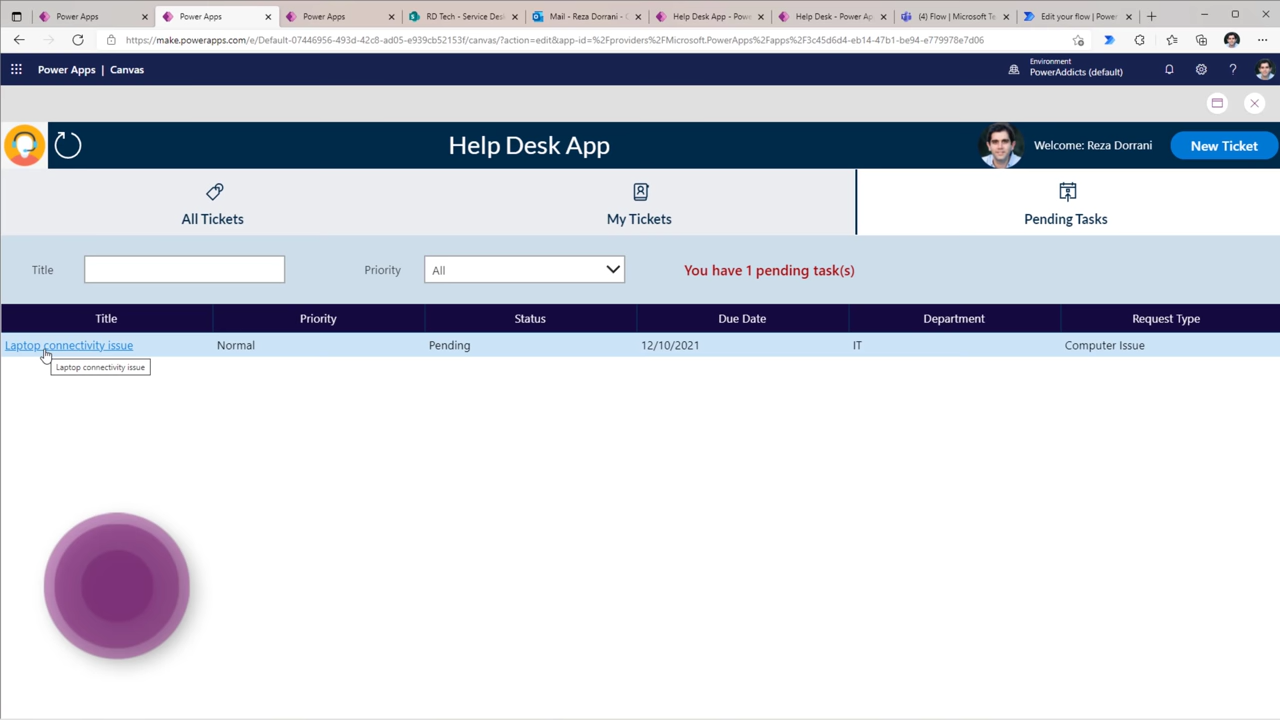 Power Apps
Power Apps
Power Apps
RD Tech - Service Des
Mail - Reza Dorrani - C
Help Desk App - Powe
Help Desk - Power Ap
(4) Flow | Microsoft Te
Edit your flow | Power
https://make.powerapps.com/e/Default-07446956-493d-42c8-ad05-e939cb52153f/canvas/?action=edit&app-id=%2Fproviders%2FMicrosoft.PowerApps%2Fapps%2F3c45d6d4-eb14-47b1-be94-e779978e7d06
Power Apps | Canvas
Environment
PowerAddicts (default)
Help Desk App
Welcome: Reza Dorrani
New Ticket
All Tickets
My Tickets
Pending Tasks
Title
Priority
All
You have 1 pending task(s)
Title Priority Status Due Date Department Request Type
Laptop connectivity issue Normal Pending 12/10/2021 IT Computer Issue
Laptop connectivity issue